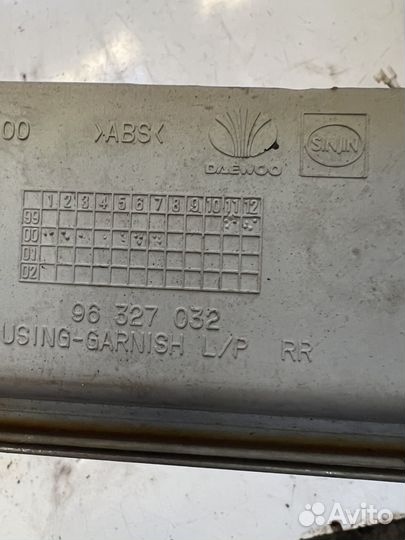 00 >ABS< DAEWOO SINJIN
1 2 3 4 5 6 7 8 9 10 11 12
99
00
01
02
96 327 032
USING-GARNISH L/P RR
Avito